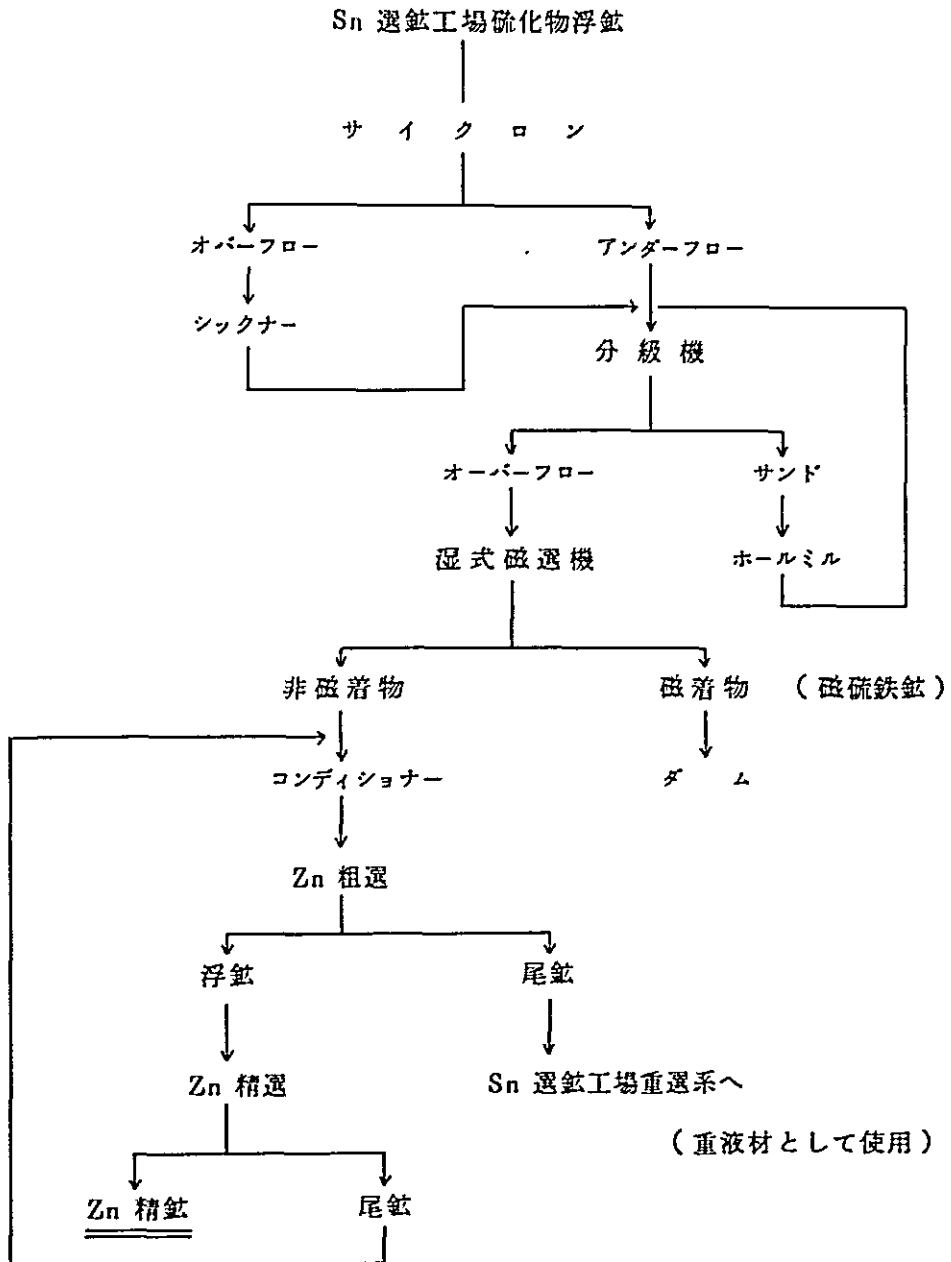 Sn 選鉱工場硫化物浮鉱
サイクロン
オバーフロー アンダーフロー
シックナー
分級機
オーバーフロー サンド
湿式磁選機 ホールミル
非磁着物 磁着物 (磁硫鉄鉱)
コンディショナー ダム
Zn 粗選
浮鉱 尾鉱
Zn 精選 Sn 選鉱工場重選系へ
(重液材として使用)
Zn 精鉱 尾鉱